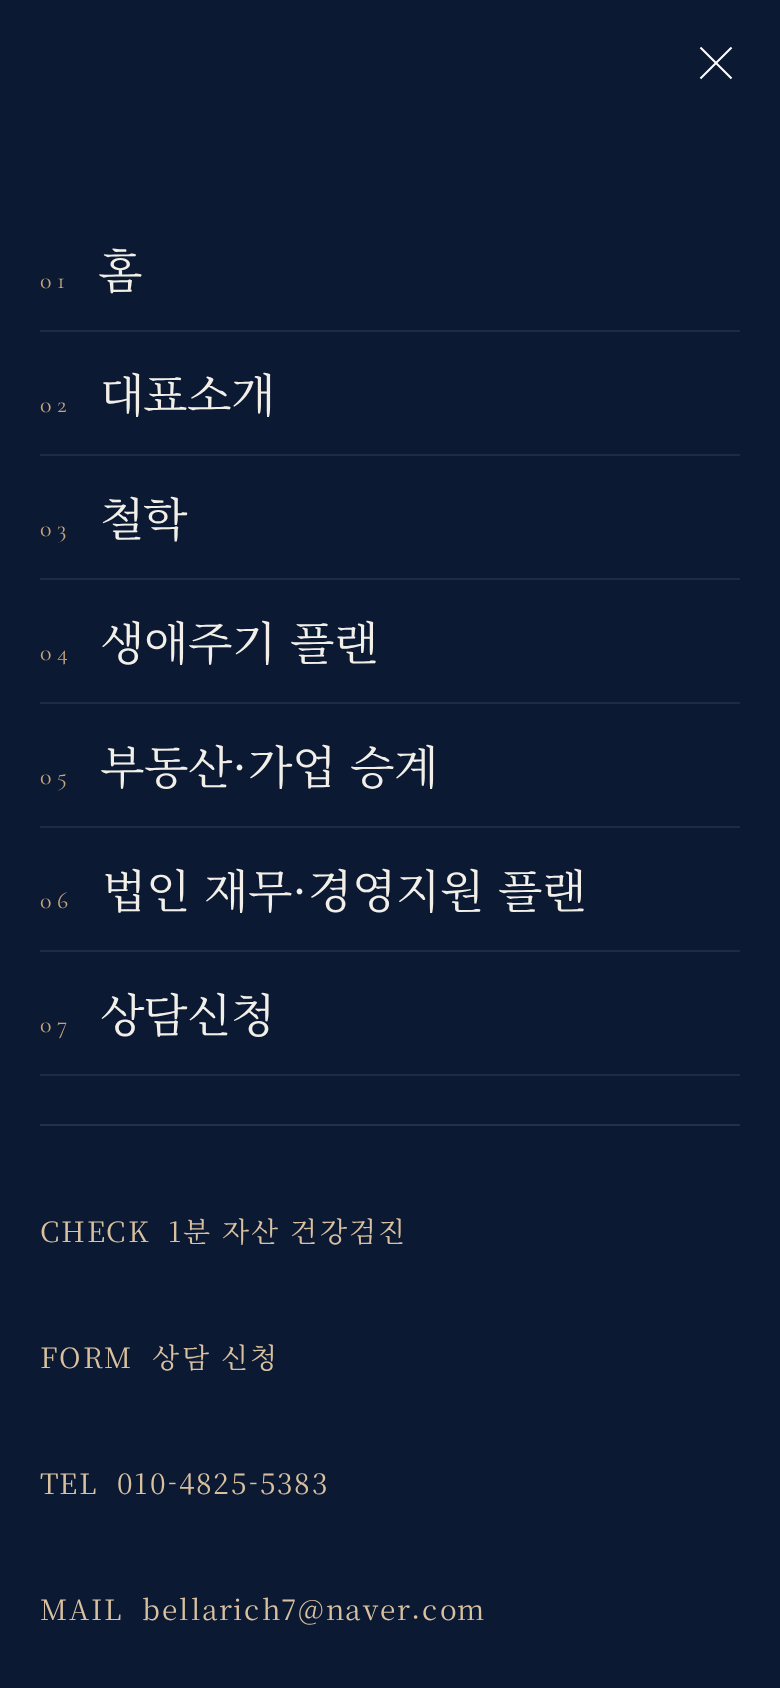 01 홈
02 대표소개
03 철학
04 생애주기 플랜
05 부동산·가업 승계
06 법인 재무·경영지원 플랜
07 상담신청
CHECK 1분 자산 건강검진
FORM 상담 신청
TEL 010-4825-5383
MAIL bellarich7@naver.com